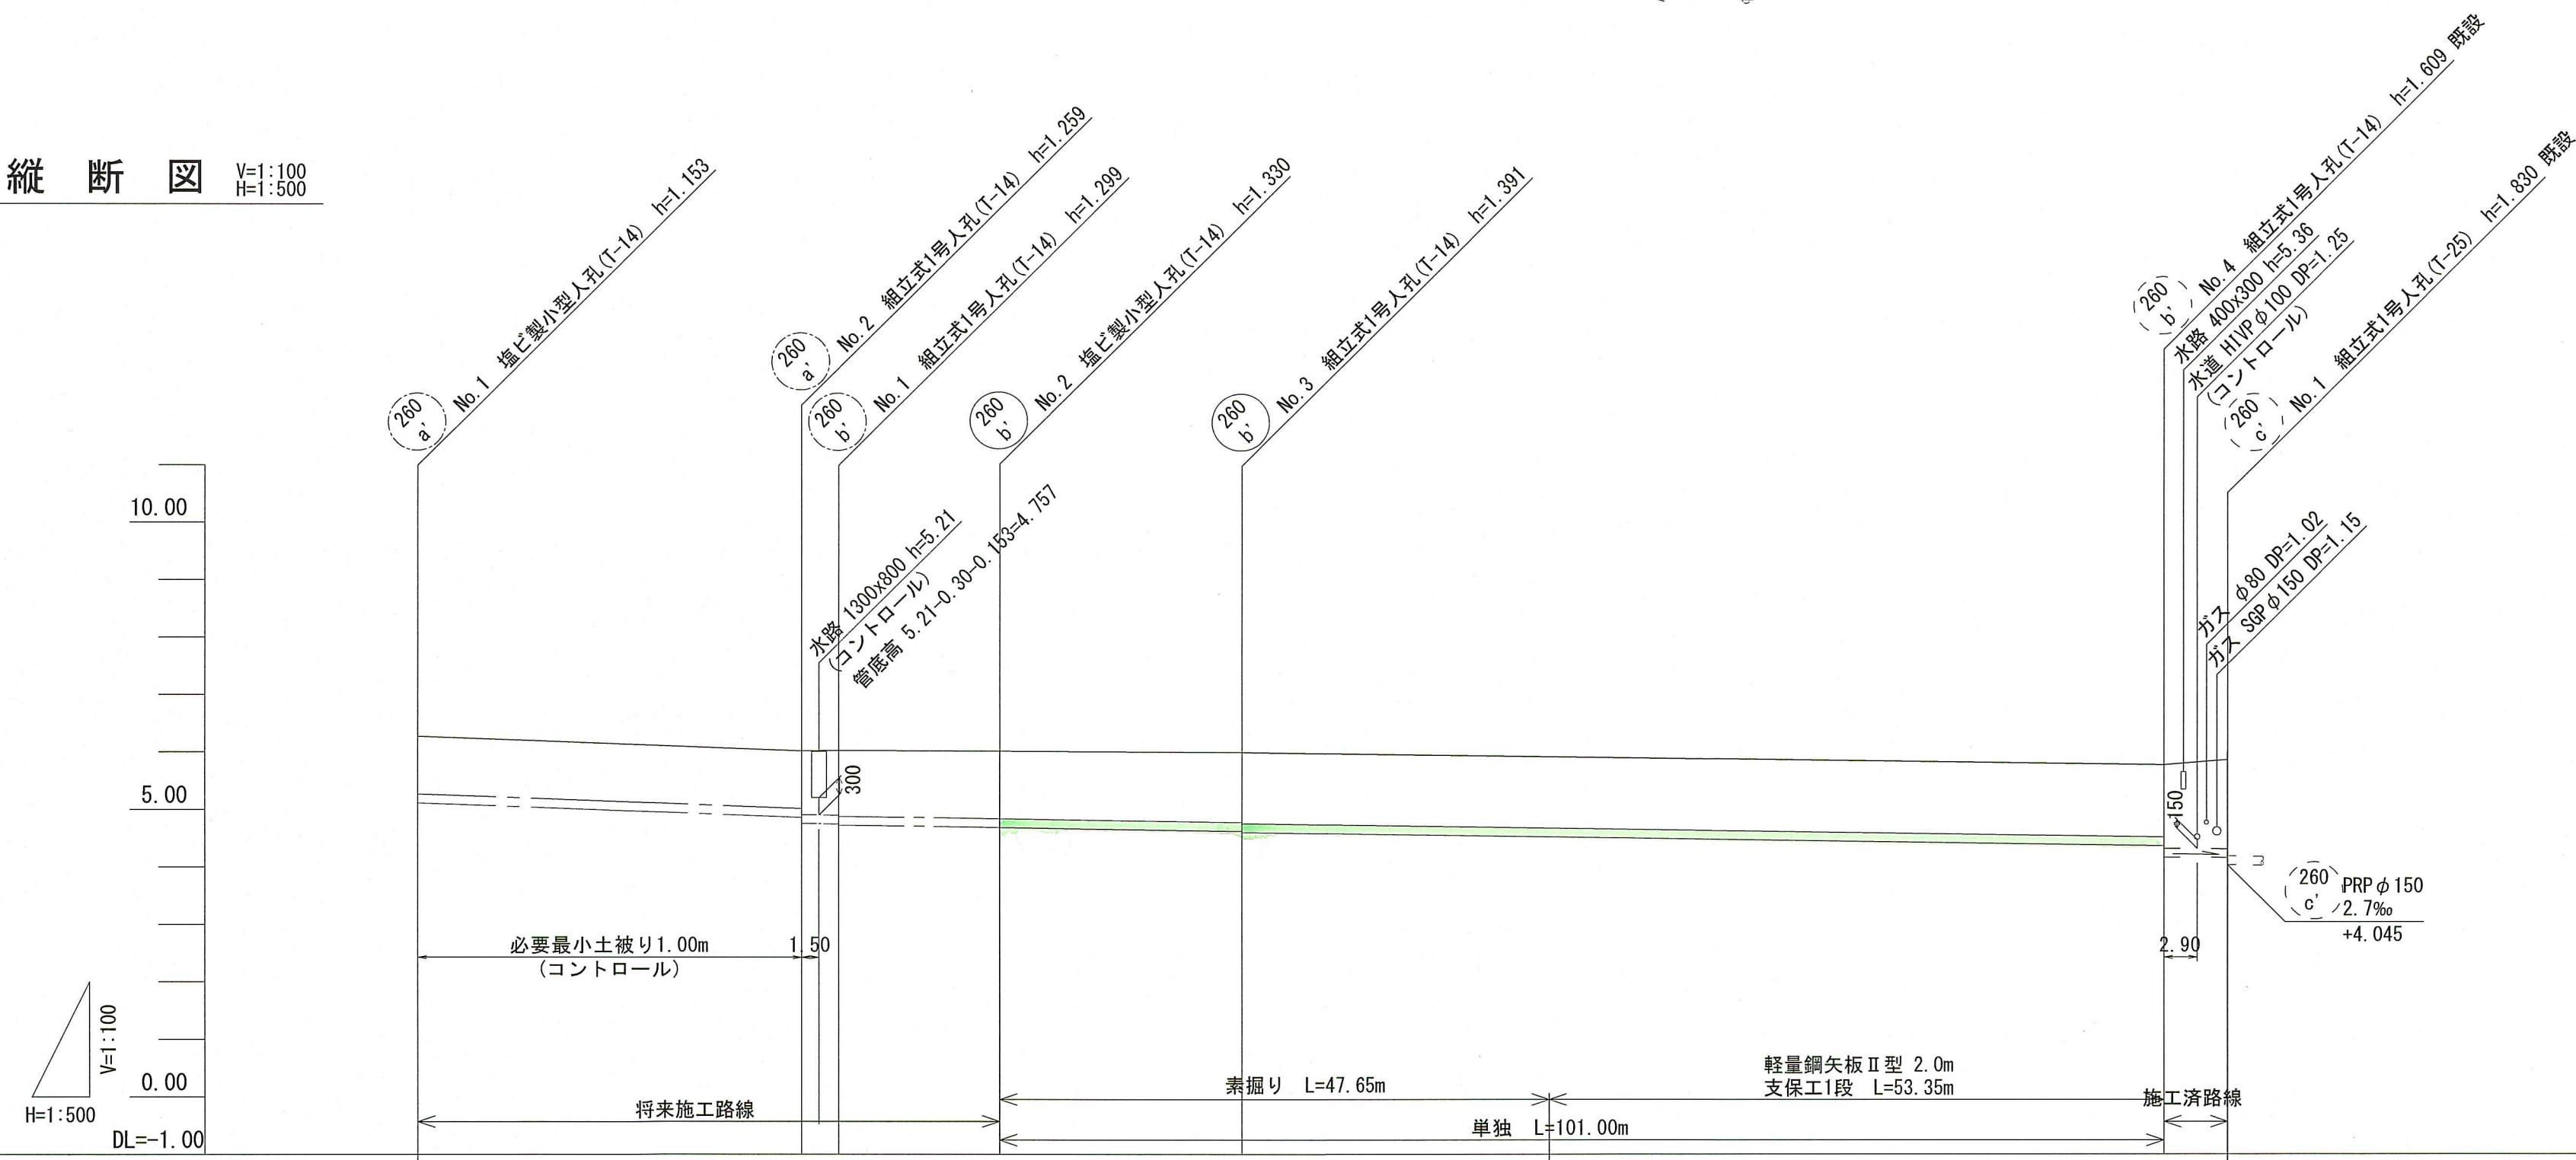 縦 断 図
V=1:100
H=1:500
260
a'
No.1 塩ビ製小型人孔(T-14) h=1.153
260
a'
No.2 組立式1号人孔(T-14) h=1.259
260
b'
No.1 組立式1号人孔(T-14) h=1.299
260
b'
No.2 塩ビ製小型人孔(T-14) h=1.330
260
b'
No.3 組立式1号人孔(T-14) h=1.391
260
b'
No.4 組立式1号人孔(T-14) h=1.609 既設
水路 400x300 h=5.36
水道 HIVPφ100 DP=1.25
(コントロール)
260
c'
No.1 組立式1号人孔(T-25) h=1.830 既設
水路 1300x800 h=5.21
(コントロール)
管底高 5.21-0.30-0.153=4.757
ガス φ80 DP=1.02
ガス SGPφ150 DP=1.15
10.00
5.00
0.00
DL=-1.00
V=1:100
H=1:500
300
150
260
c'
PRPφ150
2.7‰
+4.045
必要最小土被り1.00m
(コントロール)
1.50
2.90
将来施工路線
素掘り L=47.65m
軽量鋼矢板Ⅱ型 2.0m
支保工1段 L=53.35m
単独 L=101.00m
施工済路線